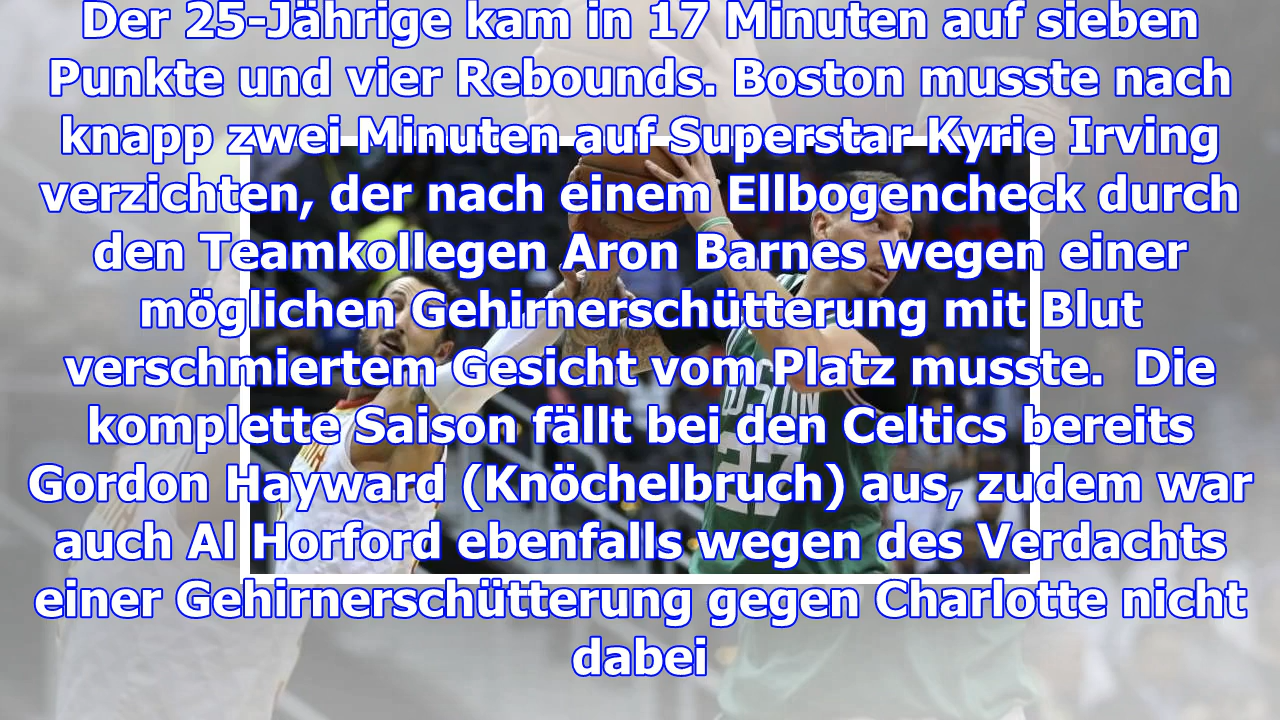 Der 25-Jährige kam in 17 Minuten auf sieben
Punkte und vier Rebounds. Boston musste nach
knapp zwei Minuten auf Superstar Kyrie Irving
verzichten, der nach einem Ellbogencheck durch
den Teamkollegen Aron Barnes wegen einer
möglichen Gehirnerschütterung mit Blut
verschmiertem Gesicht vom Platz musste.  Die
komplette Saison fällt bei den Celtics bereits
Gordon Hayward (Knöchelbruch) aus, zudem war
auch Al Horford ebenfalls wegen des Verdachts
einer Gehirnerschütterung gegen Charlotte nicht
dabei
BOSTON
27